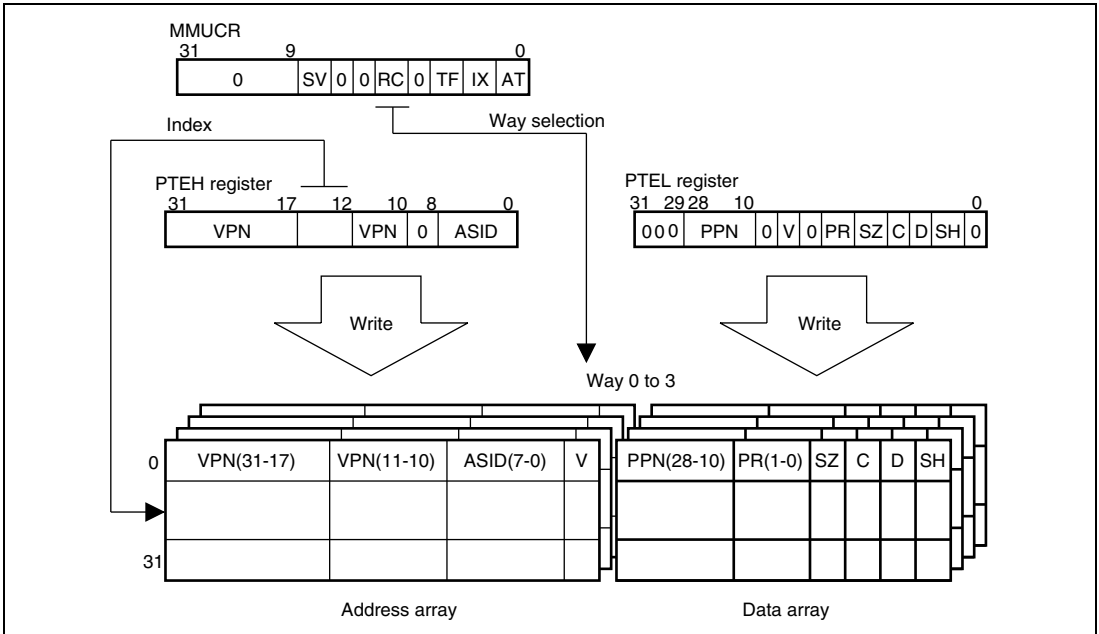 MMUCR
31 9 0
0 SV 0 0 RC 0 TF IX AT
Index
Way selection
PTEH register
31 17 12 10 8 0
VPN VPN 0 ASID
PTEL register
31 29 28 10 0
0 0 0 PPN 0 V 0 PR SZ C D SH 0
Write
Write
Way 0 to 3
0 VPN(31-17) VPN(11-10) ASID(7-0) V PPN(28-10) PR(1-0) SZ C D SH
31
Address array
Data array